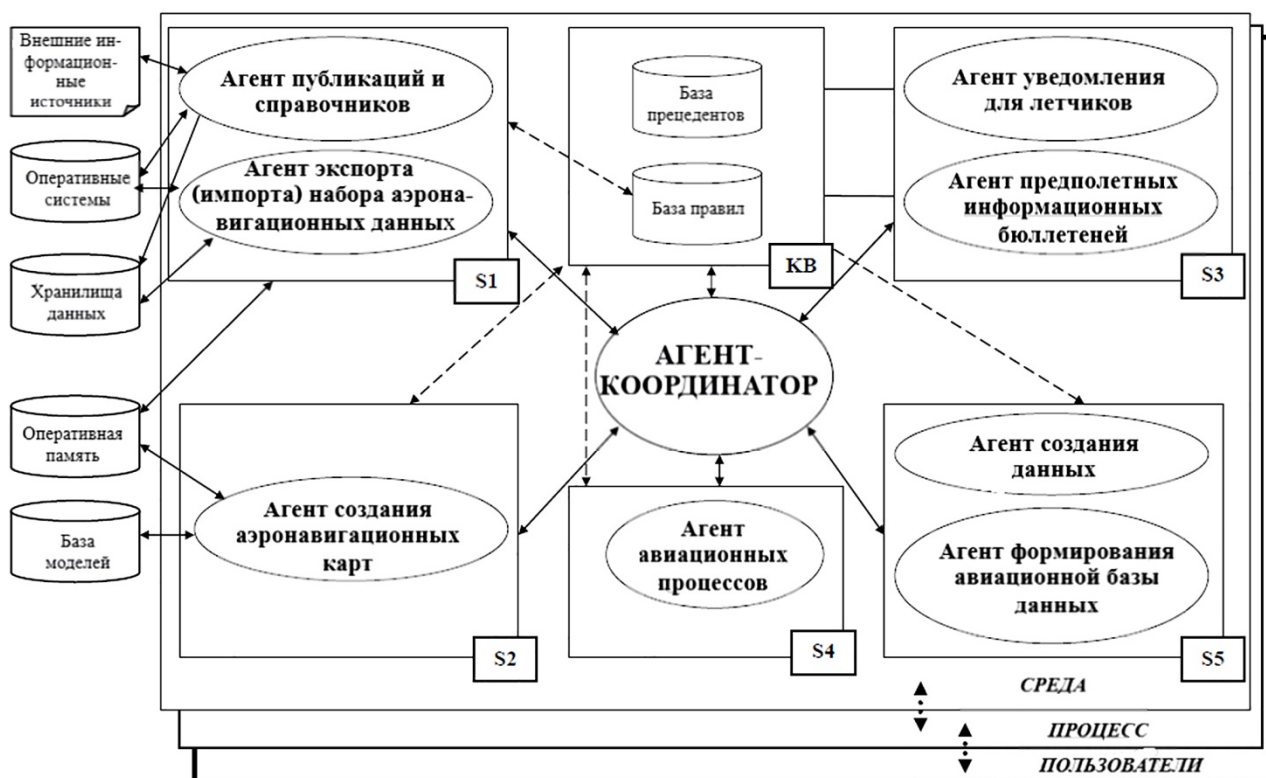 Внешние ин-
формацион-
ные
источники
Оперативные
системы
Хранилища
данных
Оперативная
память
База
моделей
Агент публикаций и
справочников
Агент экспорта
(импорта) набора аэрона-
вигационных данных
S1
База
прецедентов
База правил
KB
Агент уведомления
для летчиков
Агент предполетных
информационных
бюллетеней
S3
АГЕНТ-
КООРДИНАТОР
Агент создания
аэронавигационных
карт
S2
Агент
авиационных
процессов
S4
Агент создания
данных
Агент формирования
авиационной базы
данных
S5
СРЕДА
ПРОЦЕСС
ПОЛЬЗОВАТЕЛИ